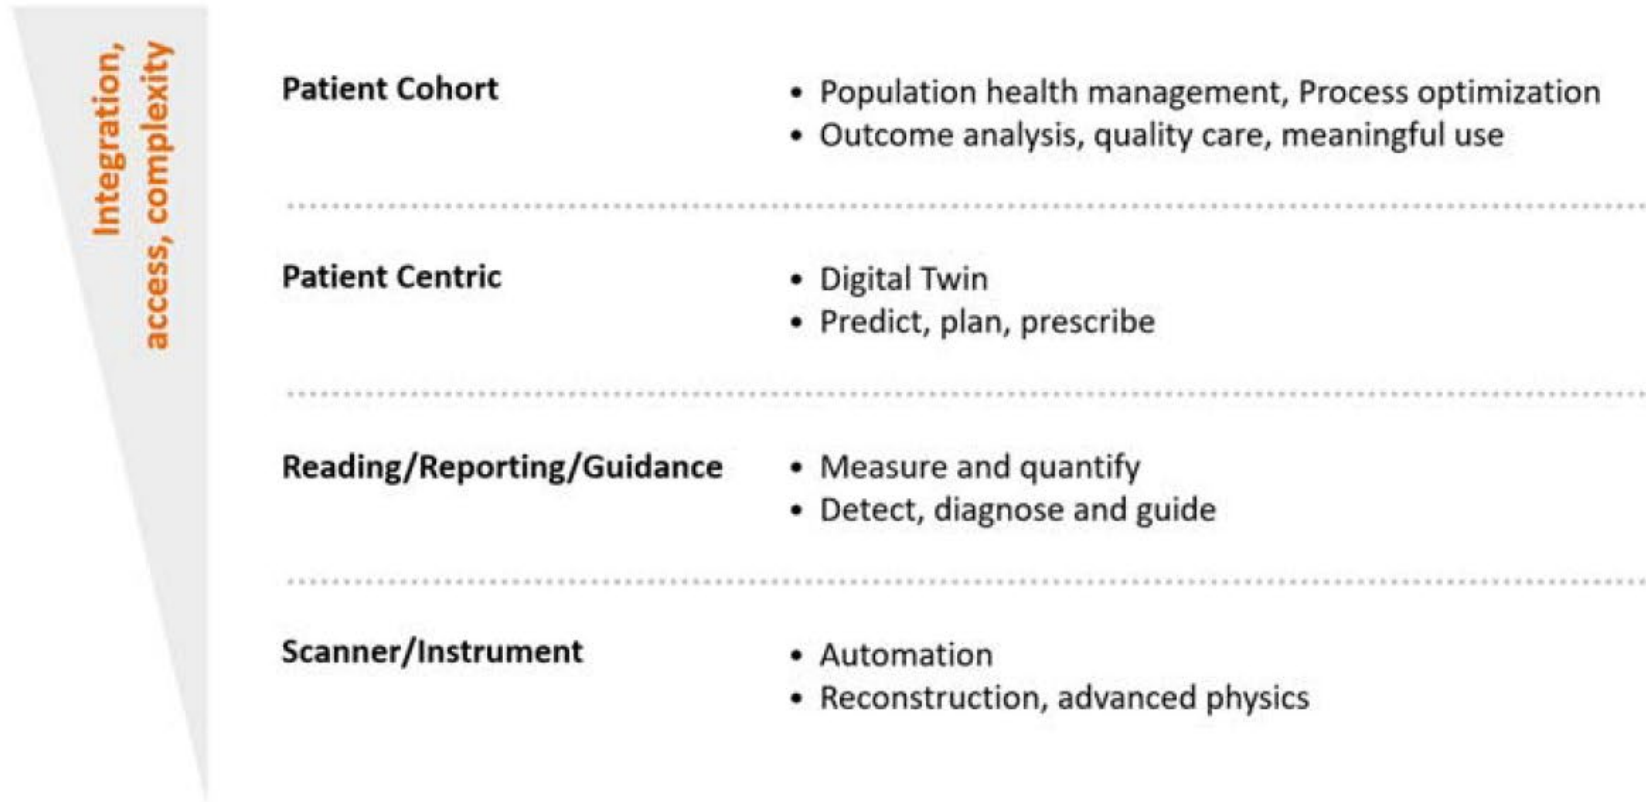 Integration,
access, complexity
Patient Cohort
• Population health management, Process optimization
• Outcome analysis, quality care, meaningful use
Patient Centric
• Digital Twin
• Predict, plan, prescribe
Reading/Reporting/Guidance
• Measure and quantify
• Detect, diagnose and guide
Scanner/Instrument
• Automation
• Reconstruction, advanced physics